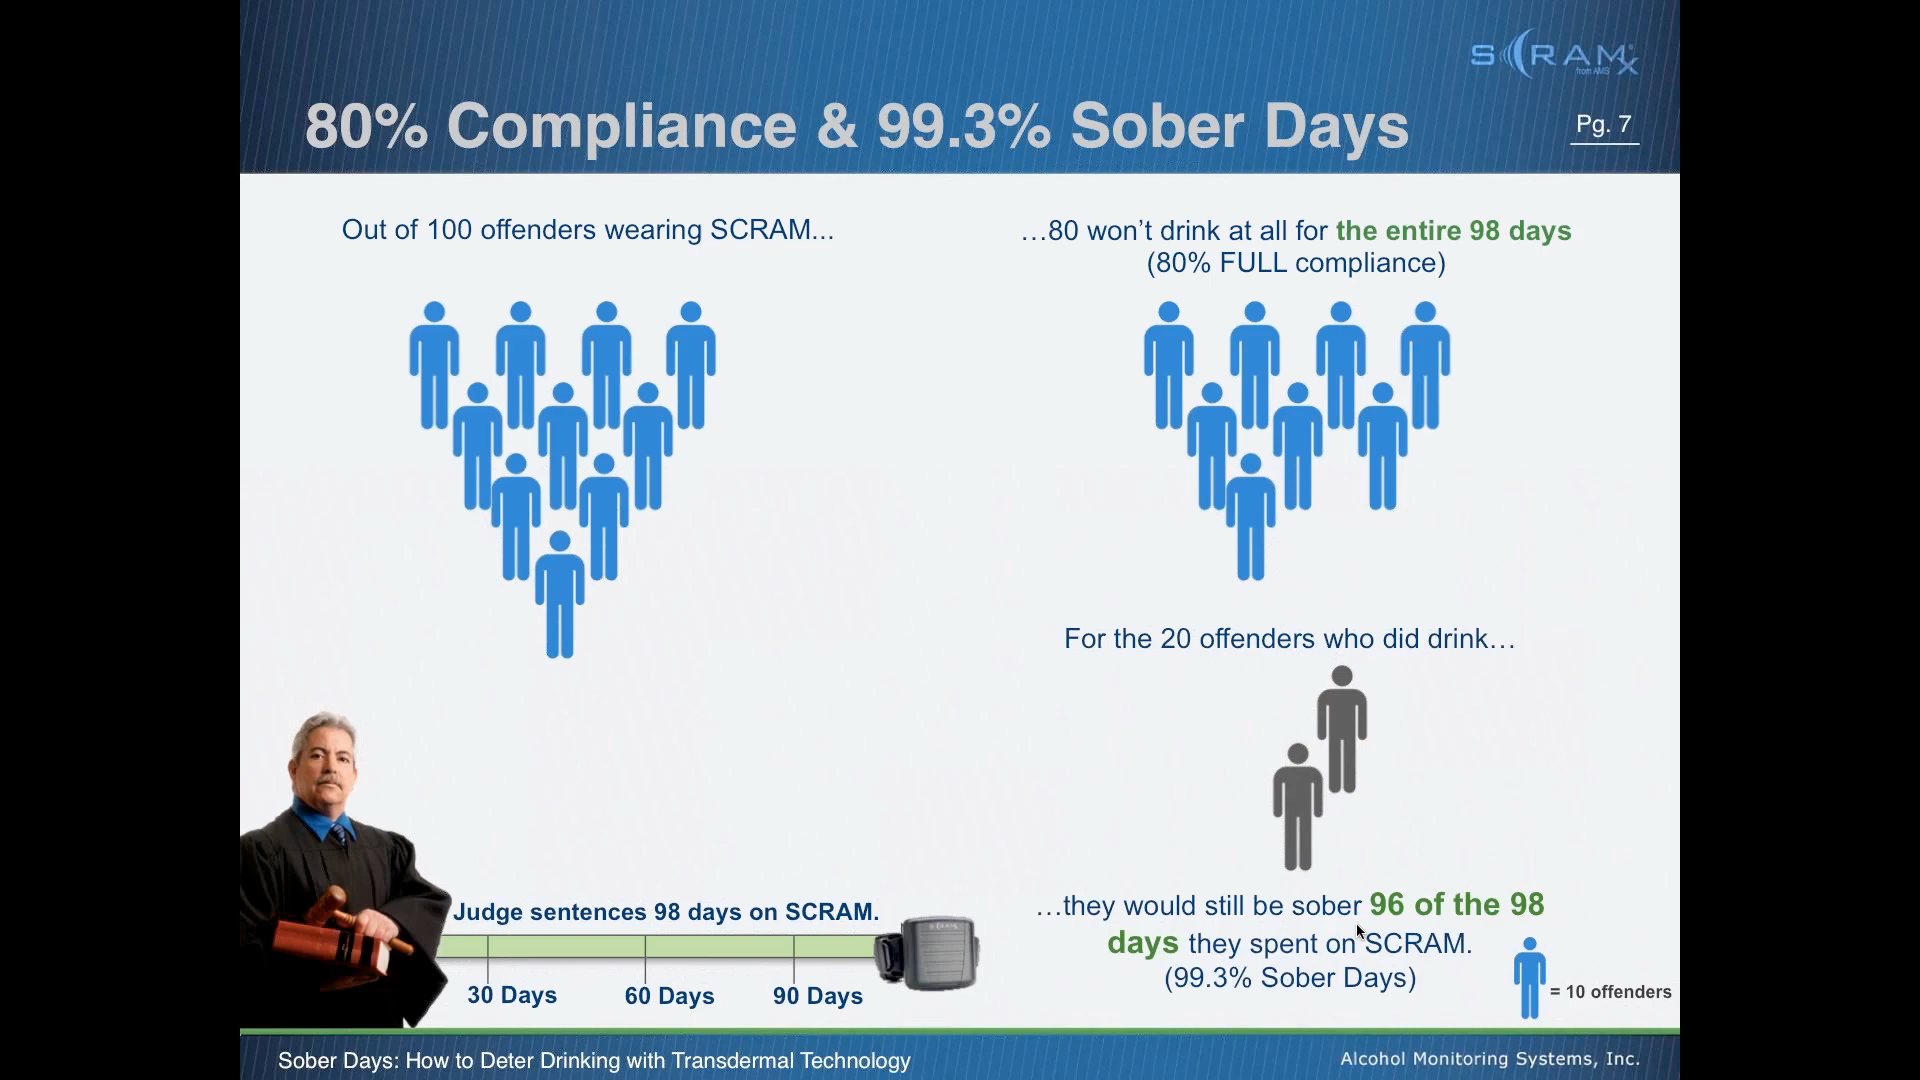 SCRAMx®
from AMS
80% Compliance & 99.3% Sober Days
Pg. 7
Out of 100 offenders wearing SCRAM...
…80 won’t drink at all for the entire 98 days
(80% FULL compliance)
For the 20 offenders who did drink…
…they would still be sober 96 of the 98
days they spent on SCRAM.
(99.3% Sober Days)
= 10 offenders
Judge sentences 98 days on SCRAM.
30 Days
60 Days
90 Days
Sober Days: How to Deter Drinking with Transdermal Technology
Alcohol Monitoring Systems, Inc.